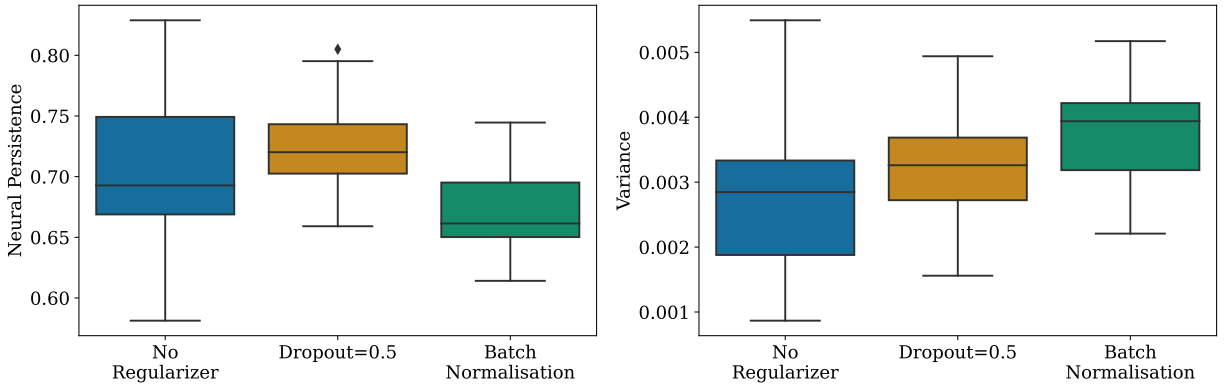 Neural Persistence
0.80
0.75
0.70
0.65
0.60
No
Regularizer
Dropout=0.5
Batch
Normalisation
Variance
0.005
0.004
0.003
0.002
0.001
No
Regularizer
Dropout=0.5
Batch
Normalisation